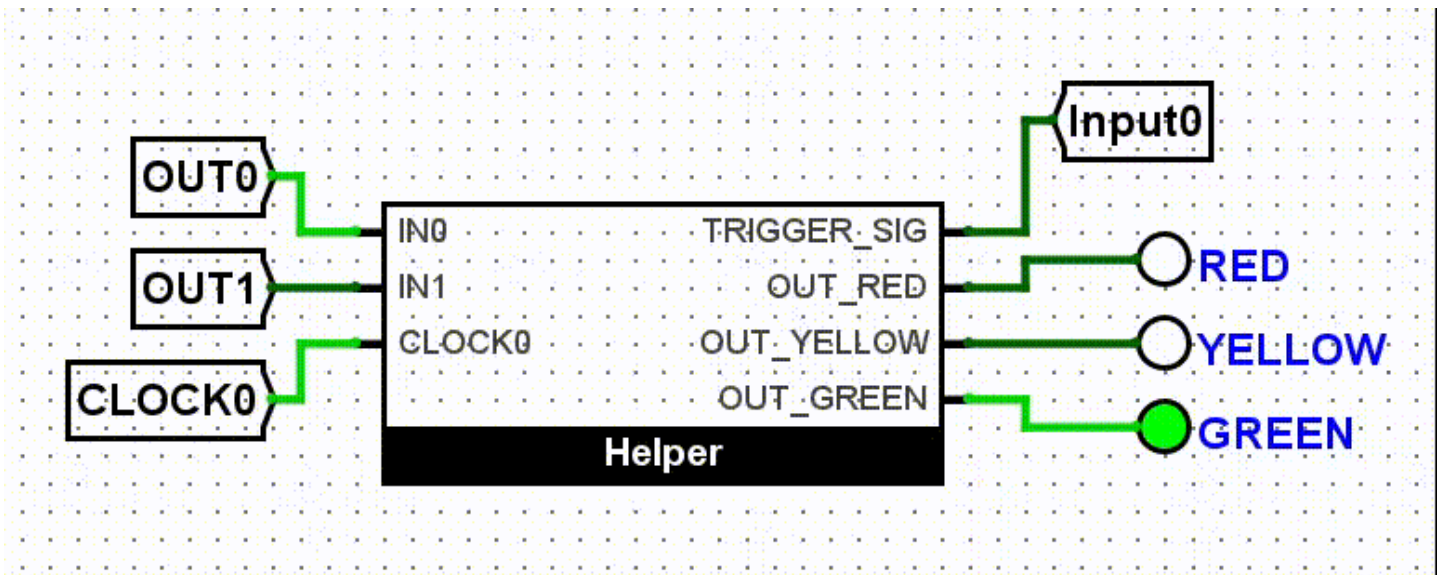 Input0
OUT0
IN0 TRIGGER_SIG
RED
OUT1
IN1 OUT_RED
CLOCK0 OUT_YELLOW
YELLOW
CLOCK0
OUT_GREEN
GREEN
Helper